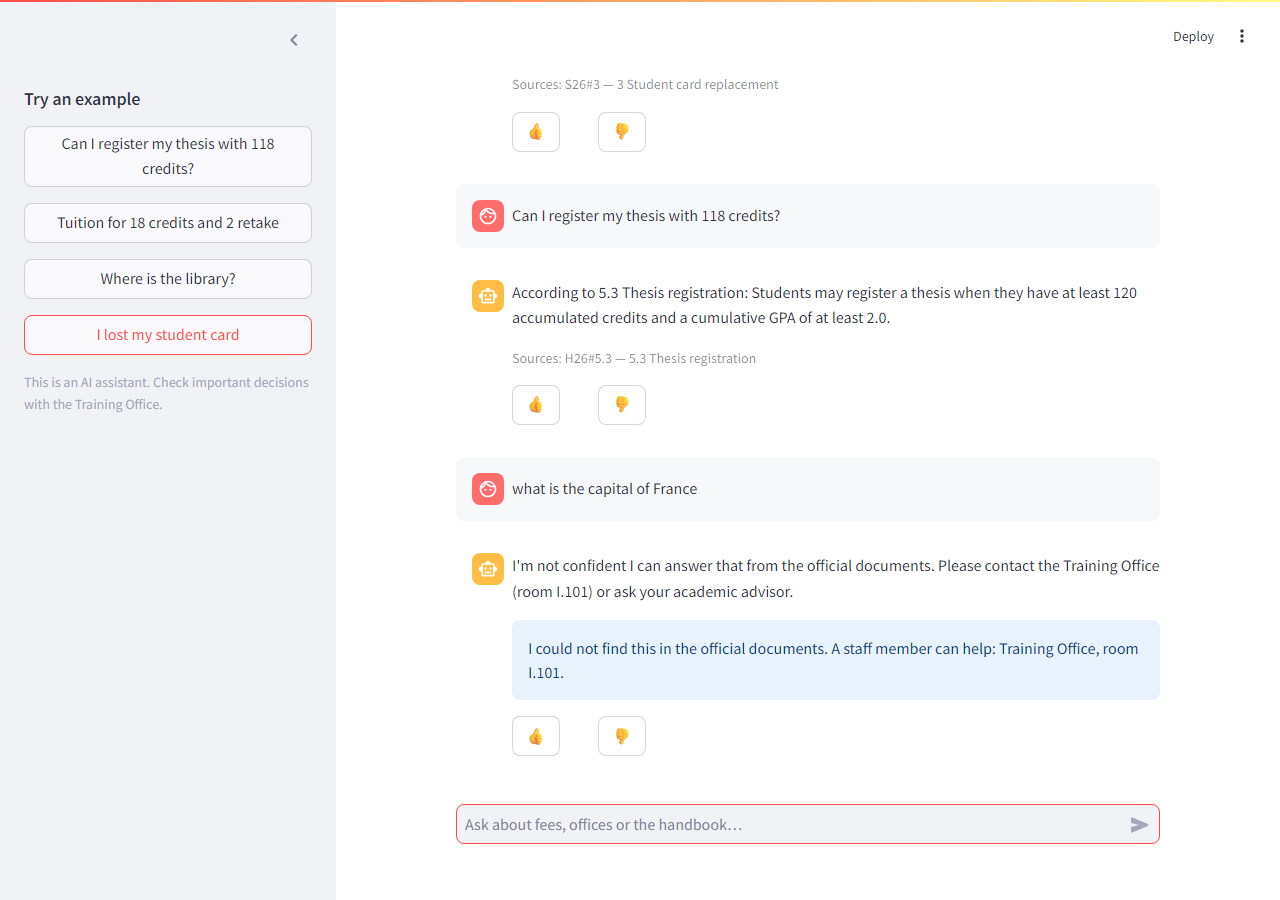 Deploy
Try an example
Can I register my thesis with 118
credits?
Tuition for 18 credits and 2 retake
Where is the library?
I lost my student card
This is an AI assistant. Check important decisions
with the Training Office.
Sources: S26#3 — 3 Student card replacement
Can I register my thesis with 118 credits?
According to 5.3 Thesis registration: Students may register a thesis when they have at least 120
accumulated credits and a cumulative GPA of at least 2.0.
Sources: H26#5.3 — 5.3 Thesis registration
what is the capital of France
I'm not confident I can answer that from the official documents. Please contact the Training Office
(room I.101) or ask your academic advisor.
I could not find this in the official documents. A staff member can help: Training Office, room
I.101.
Ask about fees, offices or the handbook…